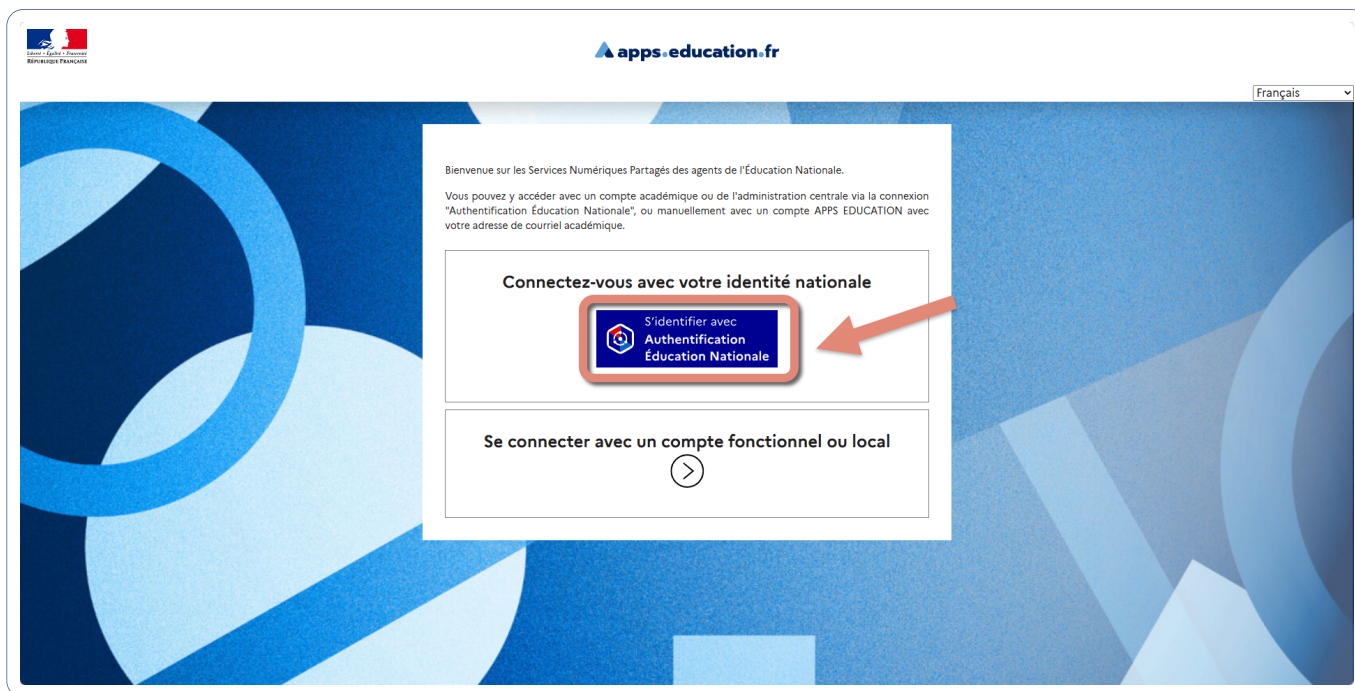 Liberté • Égalité • Fraternité
RÉPUBLIQUE FRANÇAISE
apps.education.fr
Français
Bienvenue sur les Services Numériques Partagés des agents de l'Éducation Nationale.
Vous pouvez y accéder avec un compte académique ou de l'administration centrale via la connexion
"Authentification Éducation Nationale", ou manuellement avec un compte APPS EDUCATION avec
votre adresse de courriel académique.
Connectez-vous avec votre identité nationale
S'identifier avec
Authentification
Éducation Nationale
Se connecter avec un compte fonctionnel ou local